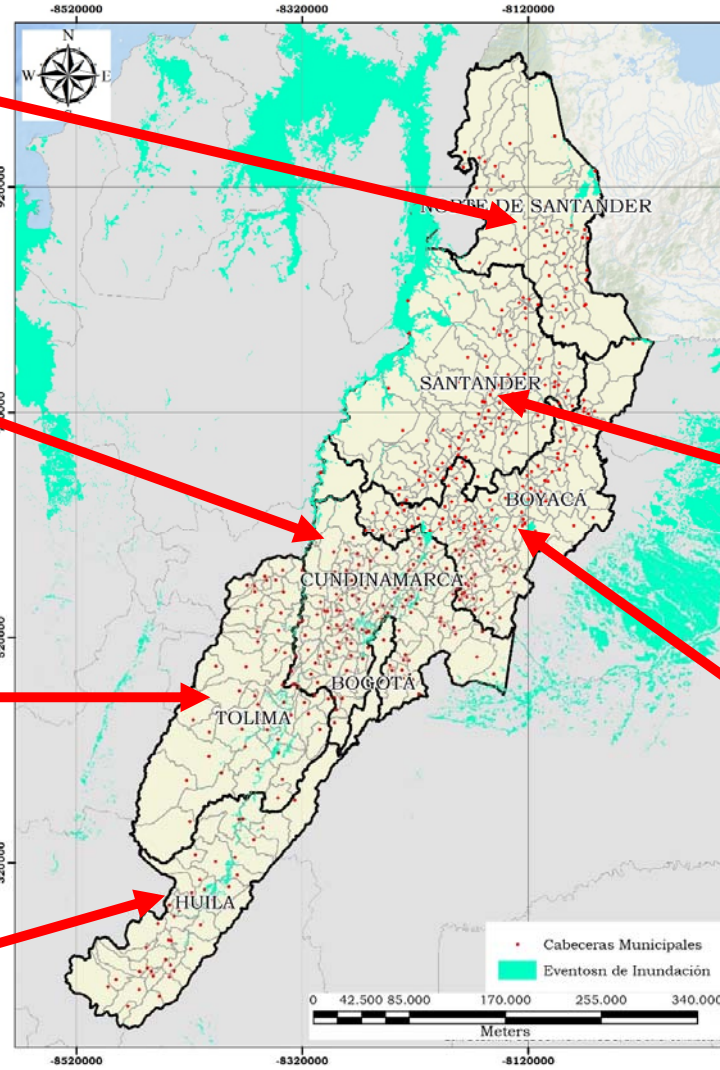 -8520000 -8320000 -8120000
N
W E
S
NORTE DE SANTANDER
SANTANDER
BOYACÁ
CUNDINAMARCA
BOGOTÁ
TOLIMA
HUILA
Cabeceras Municipales
Eventosn de Inundación
0 42.500 85.000 170.000 255.000 340.000
Meters
-8520000 -8320000 -8120000